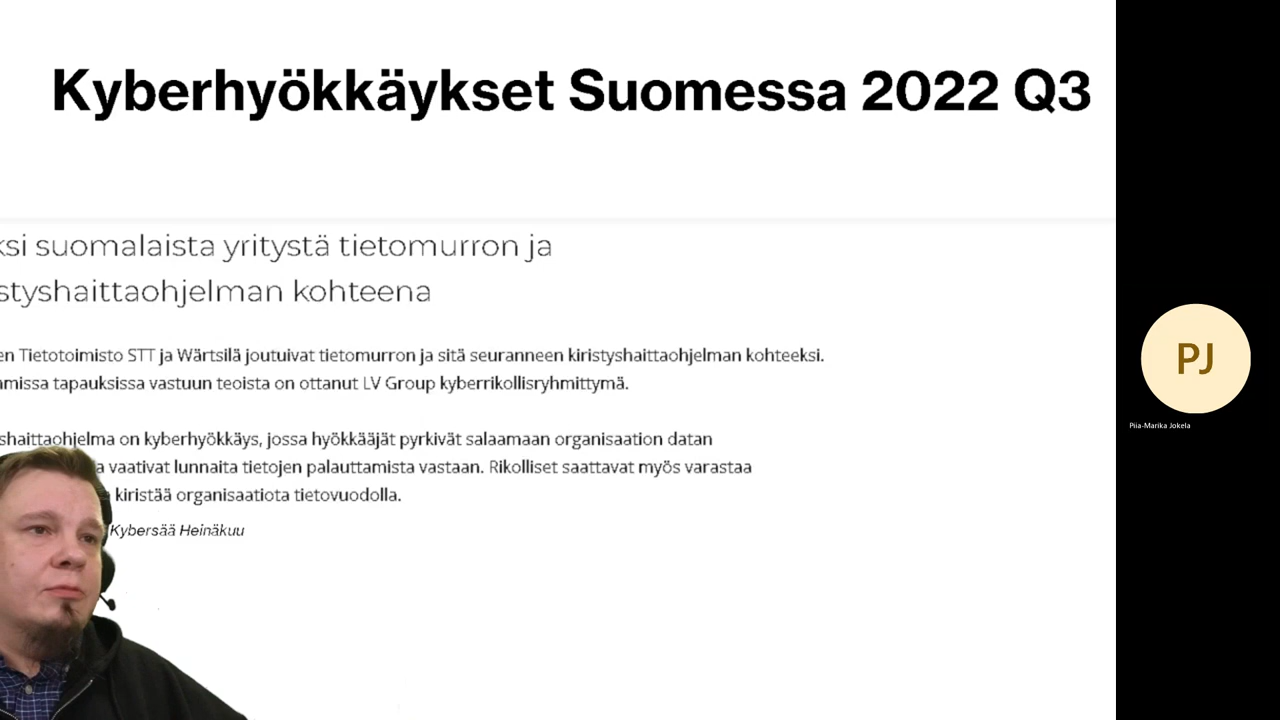 Kyberhyökkäykset Suomessa 2022 Q3
ksi suomalaista yritystä tietomurron ja
styshaittaohjelman kohteena
en Tietotoimisto STT ja Wärtsilä joutuivat tietomurron ja sitä seuranneen kiristyshaittaohjelman kohteeksi.
missa tapauksissa vastuun teoista on ottanut LV Group kyberrikollisryhmittymä.
shaittaohjelma on kyberhyökkäys, jossa hyökkääjät pyrkivät salaamaan organisaation datan
a vaativat lunnaita tietojen palauttamista vastaan. Rikolliset saattavat myös varastaa
kiristää organisaatiota tietovuodolla.
Kybersää Heinäkuu
PJ
Piia-Marika Jokela